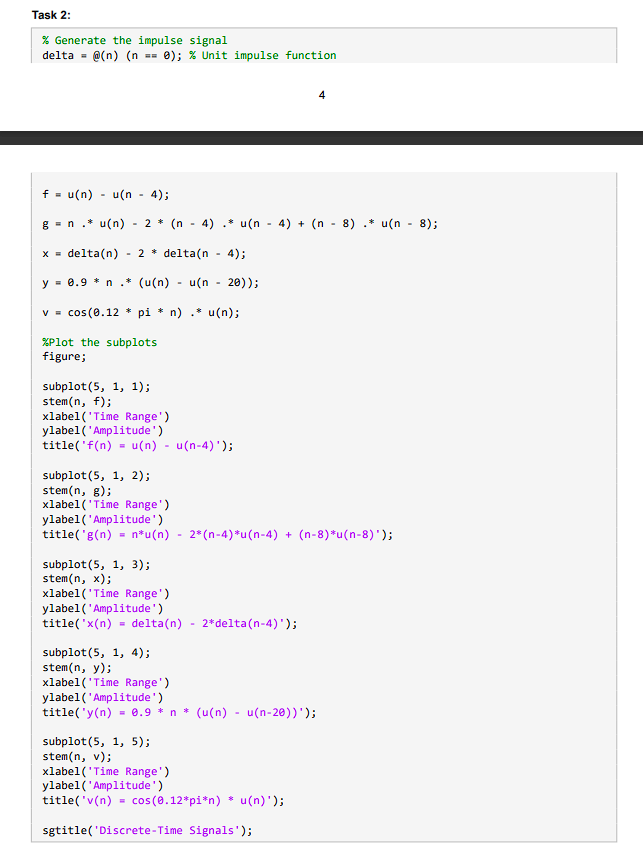 Task 2:
% Generate the impulse signal
delta = @(n) (n == 0); % Unit impulse function
4
f = u(n) - u(n - 4);
g = n .* u(n) - 2 * (n - 4) .* u(n - 4) + (n - 8) .* u(n - 8);
x = delta(n) - 2 * delta(n - 4);
y = 0.9 * n .* (u(n) - u(n - 20));
v = cos(0.12 * pi * n) .* u(n);
%Plot the subplots
figure;
subplot(5, 1, 1);
stem(n, f);
xlabel('Time Range')
ylabel('Amplitude')
title('f(n) = u(n) - u(n-4)');
subplot(5, 1, 2);
stem(n, g);
xlabel('Time Range')
ylabel('Amplitude')
title('g(n) = n*u(n) - 2*(n-4)*u(n-4) + (n-8)*u(n-8)');
subplot(5, 1, 3);
stem(n, x);
xlabel('Time Range')
ylabel('Amplitude')
title('x(n) = delta(n) - 2*delta(n-4)');
subplot(5, 1, 4);
stem(n, y);
xlabel('Time Range')
ylabel('Amplitude')
title('y(n) = 0.9 * n * (u(n) - u(n-20))');
subplot(5, 1, 5);
stem(n, v);
xlabel('Time Range')
ylabel('Amplitude')
title('v(n) = cos(0.12*pi*n) * u(n)');
sgtitle('Discrete-Time Signals');